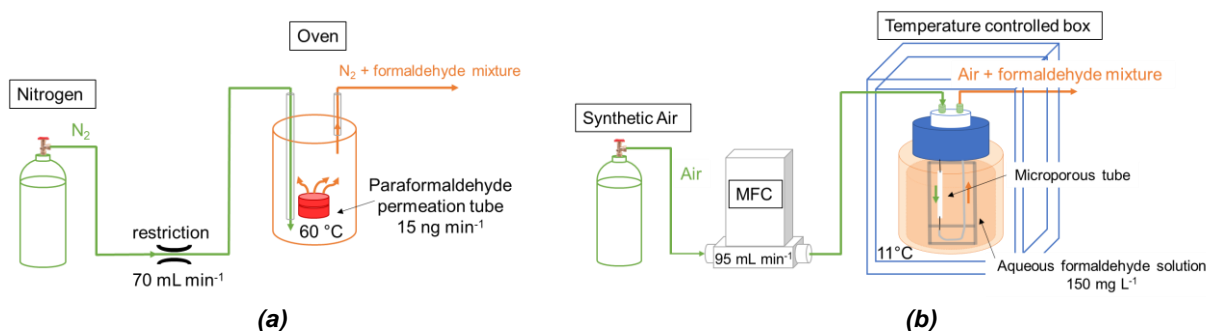 Oven
N₂ + formaldehyde mixture
Nitrogen
N₂
Paraformaldehyde
permeation tube
15 ng min⁻¹
60 °C
restriction
70 mL min⁻¹
(a)
Temperature controlled box
Air + formaldehyde mixture
Synthetic Air
Air
MFC
95 mL min⁻¹
Microporous tube
11°C
Aqueous formaldehyde solution
150 mg L⁻¹
(b)